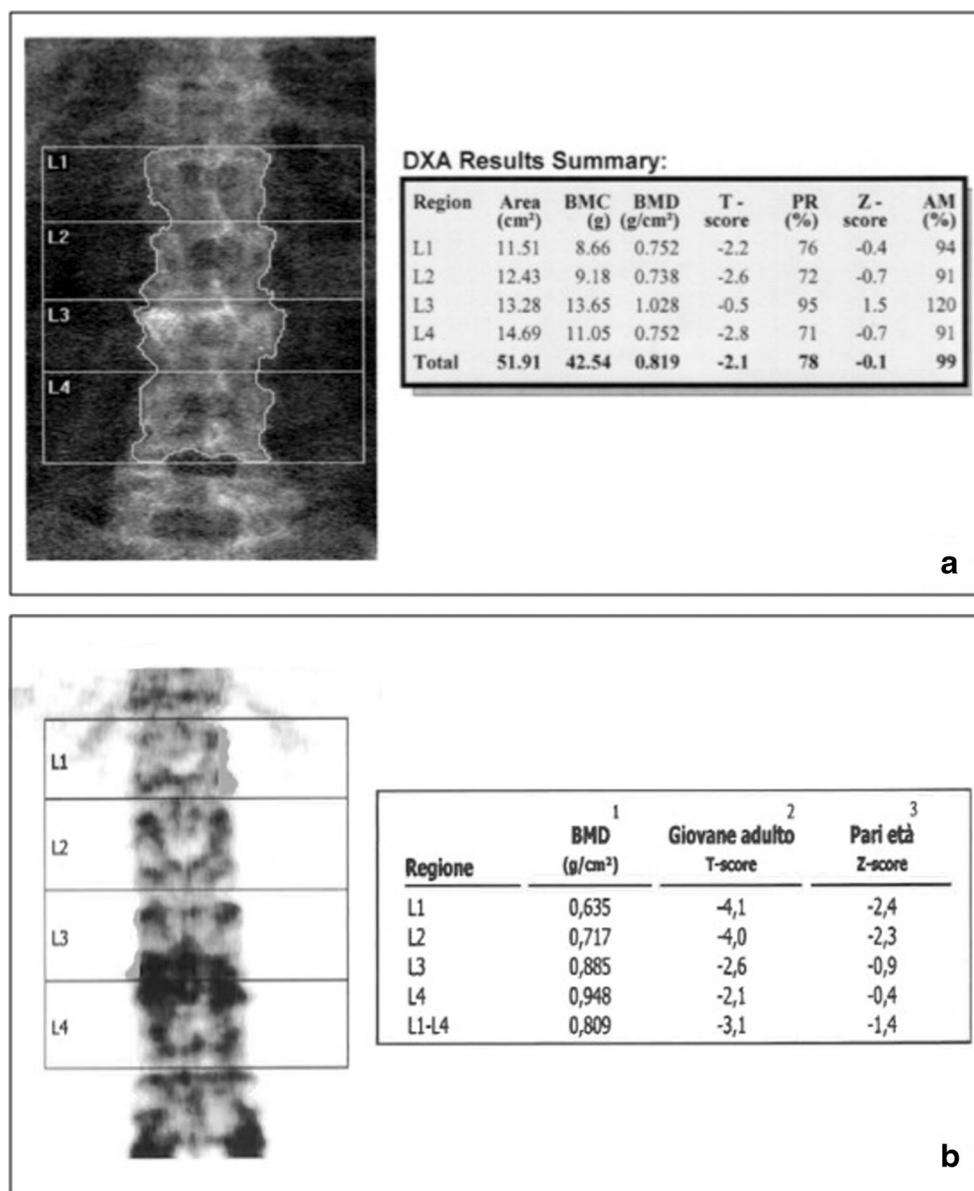 L1
L2
L3
L4
DXA Results Summary:
Region Area BMC BMD T - PR Z - AM
(cm²) (g) (g/cm²) score (%) score (%)
L1 11.51 8.66 0.752 -2.2 76 -0.4 94
L2 12.43 9.18 0.738 -2.6 72 -0.7 91
L3 13.28 13.65 1.028 -0.5 95 1.5 120
L4 14.69 11.05 0.752 -2.8 71 -0.7 91
Total 51.91 42.54 0.819 -2.1 78 -0.1 99
a
L1
L2
L3
L4
1 2 3
BMD Giovane adulto Pari età
Regione (g/cm²) T-score Z-score
L1 0,635 -4,1 -2,4
L2 0,717 -4,0 -2,3
L3 0,885 -2,6 -0,9
L4 0,948 -2,1 -0,4
L1-L4 0,809 -3,1 -1,4
b